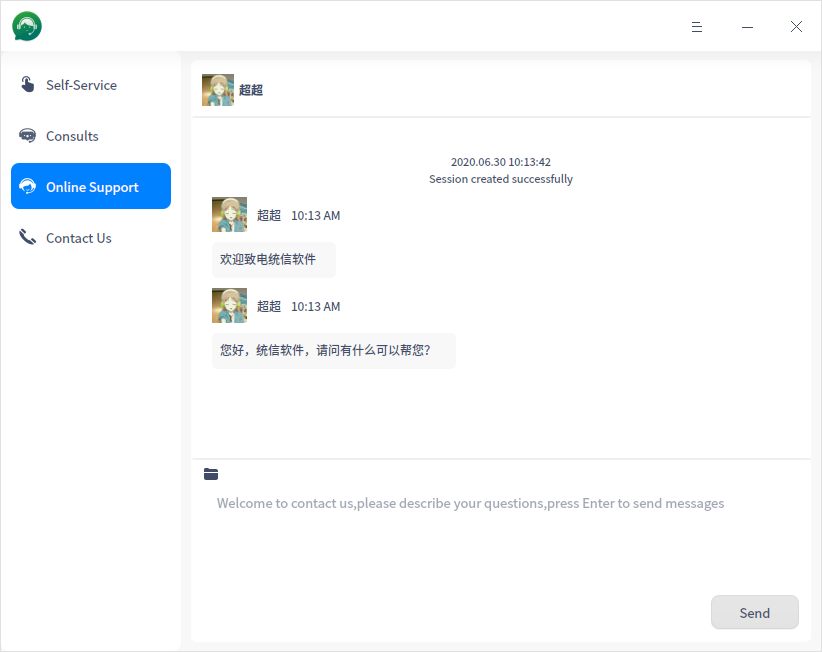 Self-Service
Consults
Online Support
Contact Us
超超
2020.06.30 10:13:42
Session created successfully
超超 10:13 AM
欢迎致电统信软件
超超 10:13 AM
您好，统信软件，请问有什么可以帮您？
Welcome to contact us,please describe your questions,press Enter to send messages
Send